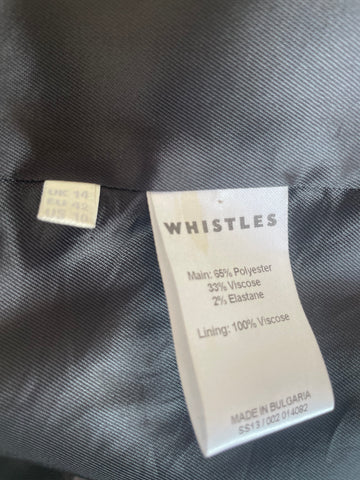 UK 14
EU 42
US 10
WHISTLES
Main: 65% Polyester
33% Viscose
2% Elastane
Lining: 100% Viscose
MADE IN BULGARIA
SS13 / 002 014092